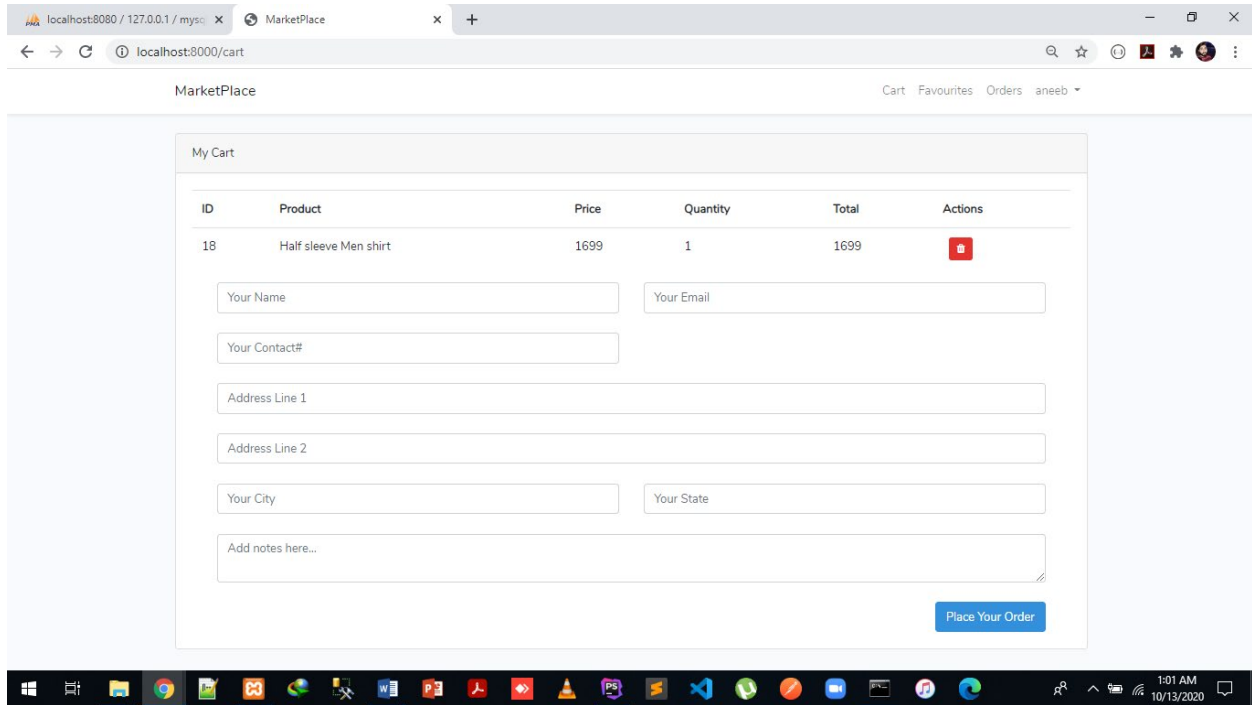 localhost:8080 / 127.0.0.1 / mysq
MarketPlace
localhost:8000/cart
MarketPlace
Cart Favourites Orders aneeb
My Cart
ID Product Price Quantity Total Actions
18 Half sleeve Men shirt 1699 1 1699
Your Name Your Email
Your Contact#
Address Line 1
Address Line 2
Your City Your State
Add notes here...
Place Your Order
1:01 AM
10/13/2020